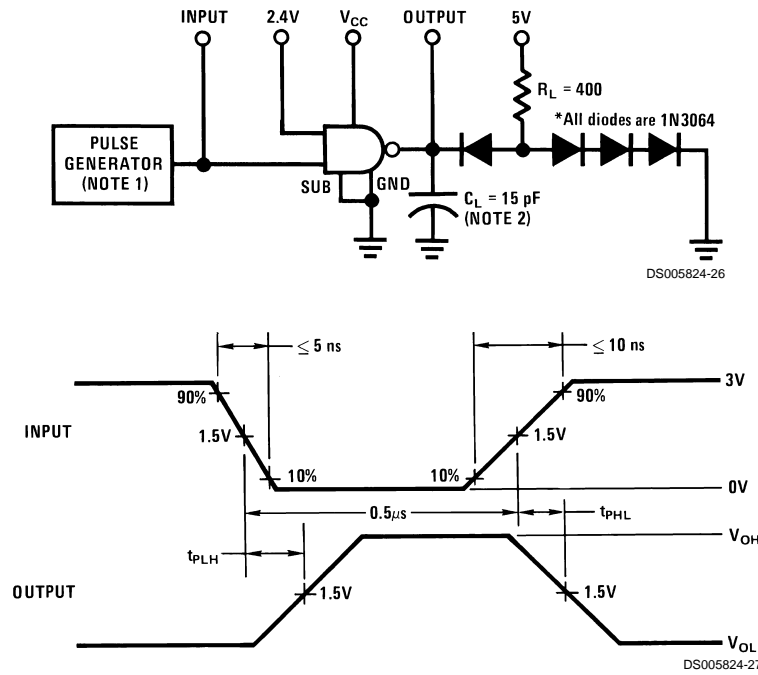 INPUT
2.4V
VCC
OUTPUT
5V
RL = 400
*All diodes are 1N3064
PULSE
GENERATOR
(NOTE 1)
SUB
GND
CL = 15 pF
(NOTE 2)
DS005824-26
≤ 5 ns
≤ 10 ns
90%
90%
3V
INPUT
1.5V
1.5V
10%
10%
0V
0.5µs
tPHL
VOH
tPLH
OUTPUT
1.5V
1.5V
VOL
DS005824-27